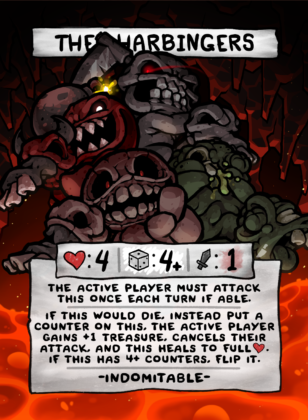 THE HARBINGERS
:4 :4+ :1
THE ACTIVE PLAYER MUST ATTACK
THIS ONCE EACH TURN IF ABLE.
IF THIS WOULD DIE, INSTEAD PUT A
COUNTER ON THIS, THE ACTIVE PLAYER
GAINS +1 TREASURE, CANCELS THEIR
ATTACK, AND THIS HEALS TO FULL♥.
IF THIS HAS 4+ COUNTERS, FLIP IT.
-INDOMITABLE-